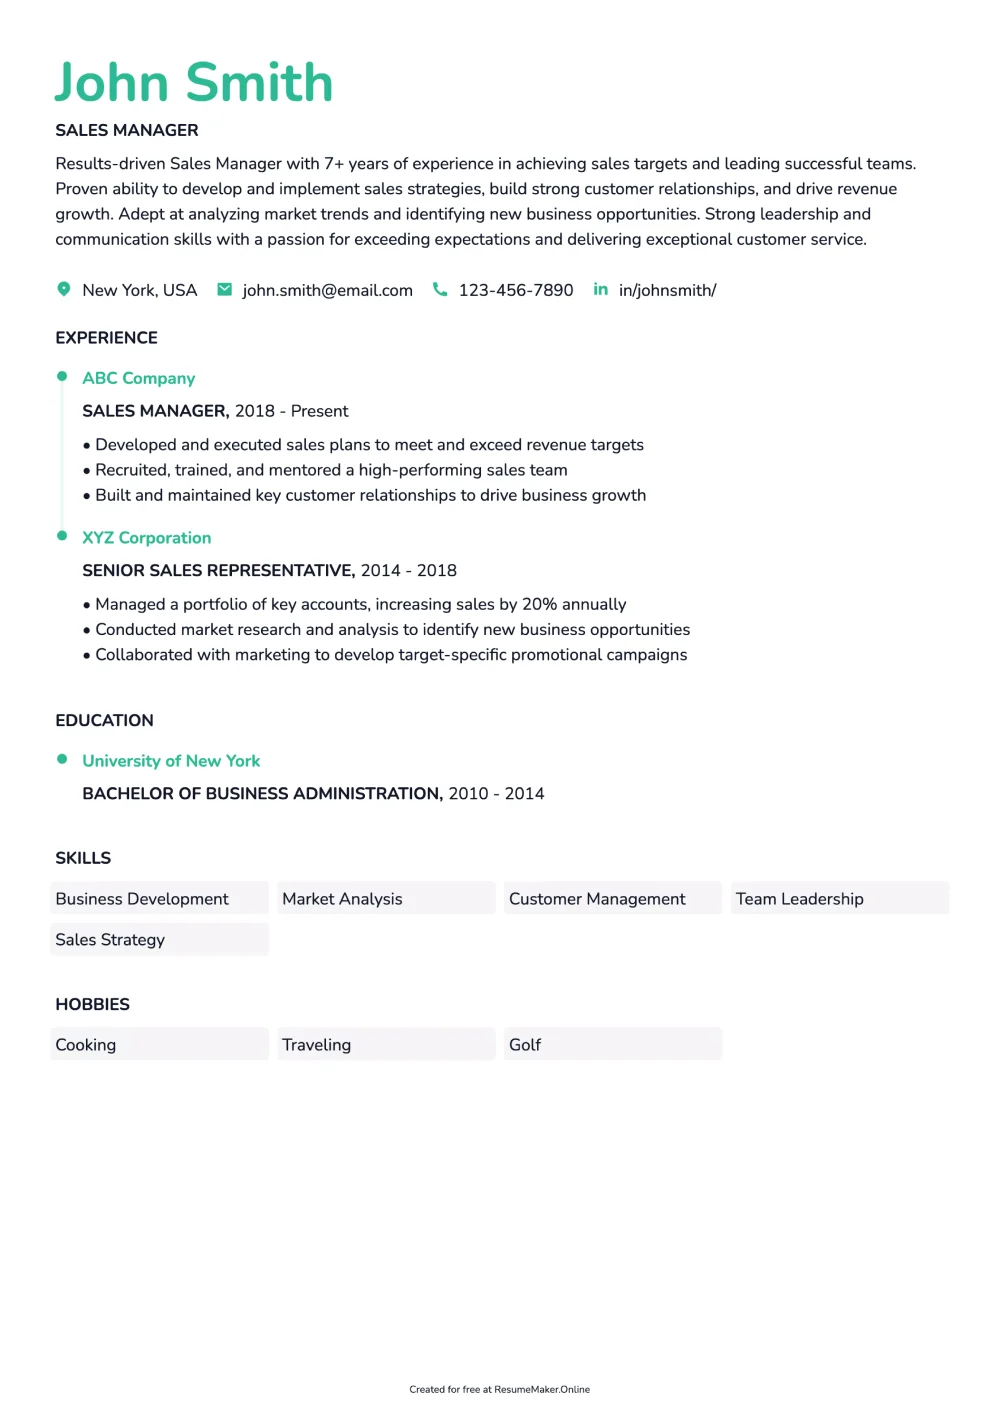 John Smith
SALES MANAGER
Results-driven Sales Manager with 7+ years of experience in achieving sales targets and leading successful teams.
Proven ability to develop and implement sales strategies, build strong customer relationships, and drive revenue
growth. Adept at analyzing market trends and identifying new business opportunities. Strong leadership and
communication skills with a passion for exceeding expectations and delivering exceptional customer service.
New York, USA john.smith@email.com 123-456-7890 in in/johnsmith/
EXPERIENCE
ABC Company
SALES MANAGER, 2018 - Present
• Developed and executed sales plans to meet and exceed revenue targets
• Recruited, trained, and mentored a high-performing sales team
• Built and maintained key customer relationships to drive business growth
XYZ Corporation
SENIOR SALES REPRESENTATIVE, 2014 - 2018
• Managed a portfolio of key accounts, increasing sales by 20% annually
• Conducted market research and analysis to identify new business opportunities
• Collaborated with marketing to develop target-specific promotional campaigns
EDUCATION
University of New York
BACHELOR OF BUSINESS ADMINISTRATION, 2010 - 2014
SKILLS
Business Development Market Analysis Customer Management Team Leadership
Sales Strategy
HOBBIES
Cooking Traveling Golf
Created for free at ResumeMaker.Online